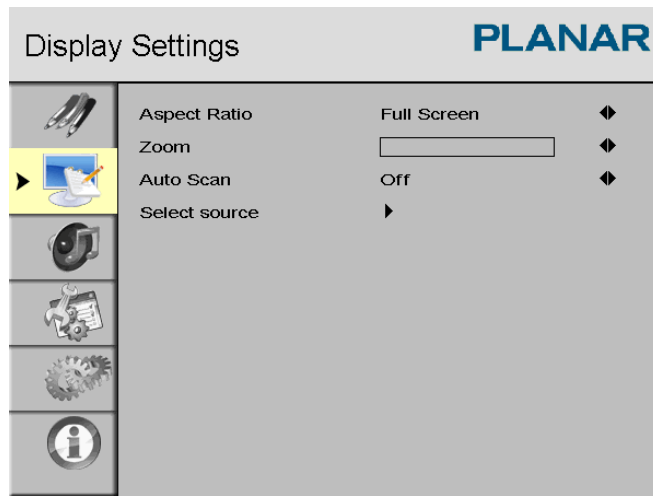 Display Settings
PLANAR
Aspect Ratio Full Screen
Zoom
Auto Scan Off
Select source